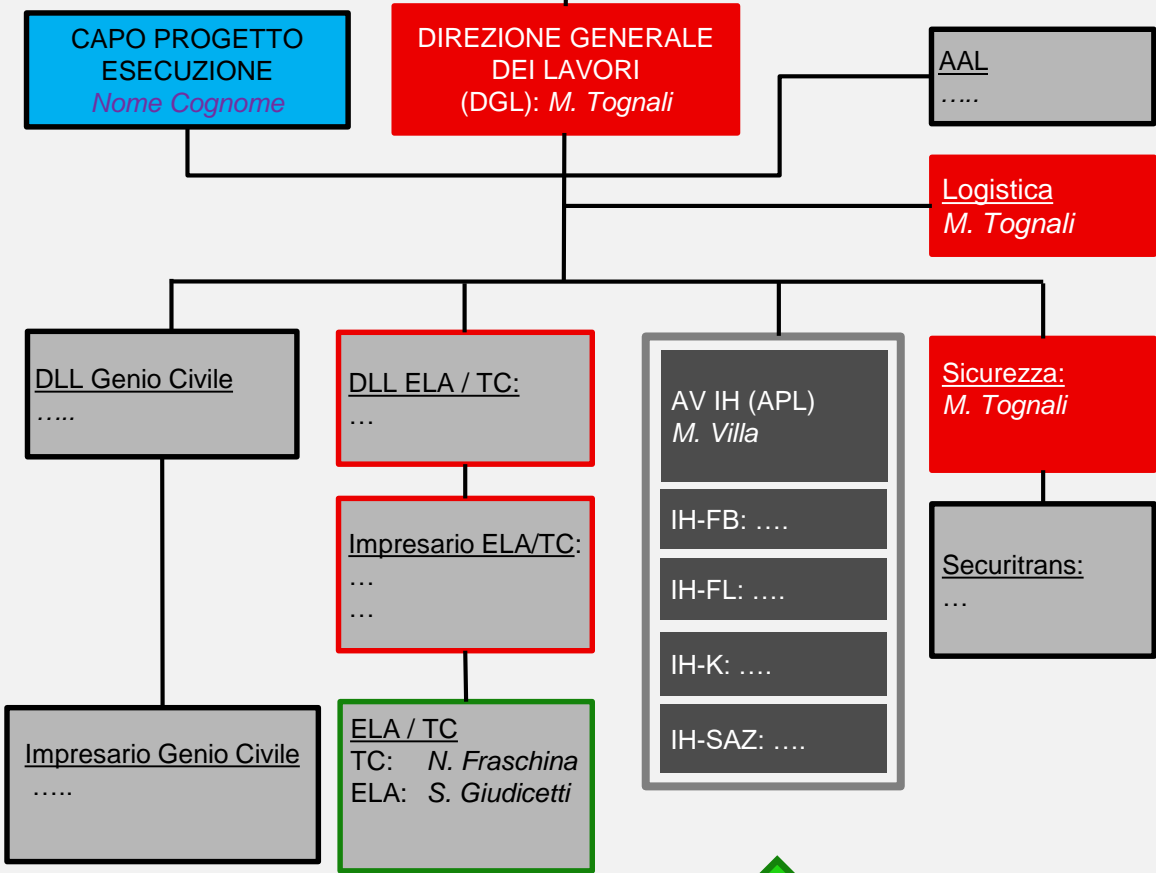 CAPO PROGETTO
ESECUZIONE
Nome Cognome
DIREZIONE GENERALE
DEI LAVORI
(DGL): M. Tognali
AAL
…..
Logistica
M. Tognali
DLL Genio Civile
…..
DLL ELA / TC:
…
AV IH (APL)
M. Villa
Sicurezza:
M. Tognali
IH-FB: ….
Impresario ELA/TC:
…
…
IH-FL: ….
Securitrans:
…
IH-K: ….
IH-SAZ: ….
Impresario Genio Civile
…..
ELA / TC
TC: N. Fraschina
ELA: S. Giudicetti